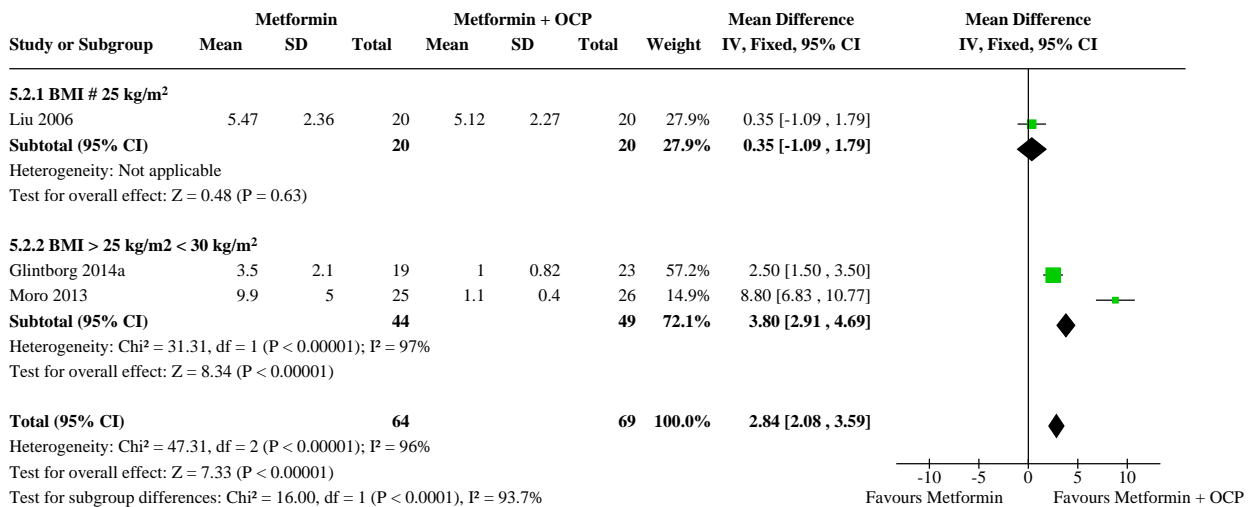 Metformin Metformin + OCP Mean Difference Mean Difference
Study or Subgroup Mean SD Total Mean SD Total Weight IV, Fixed, 95% CI IV, Fixed, 95% CI
5.2.1 BMI # 25 kg/m²
Liu 2006 5.47 2.36 20 5.12 2.27 20 27.9% 0.35 [-1.09 , 1.79]
Subtotal (95% CI) 20 20 27.9% 0.35 [-1.09 , 1.79]
Heterogeneity: Not applicable
Test for overall effect: Z = 0.48 (P = 0.63)
5.2.2 BMI > 25 kg/m2 < 30 kg/m²
Glintborg 2014a 3.5 2.1 19 1 0.82 23 57.2% 2.50 [1.50 , 3.50]
Moro 2013 9.9 5 25 1.1 0.4 26 14.9% 8.80 [6.83 , 10.77]
Subtotal (95% CI) 44 49 72.1% 3.80 [2.91 , 4.69]
Heterogeneity: Chi² = 31.31, df = 1 (P < 0.00001); I² = 97%
Test for overall effect: Z = 8.34 (P < 0.00001)
Total (95% CI) 64 69 100.0% 2.84 [2.08 , 3.59]
Heterogeneity: Chi² = 47.31, df = 2 (P < 0.00001); I² = 96%
Test for overall effect: Z = 7.33 (P < 0.00001)
Test for subgroup differences: Chi² = 16.00, df = 1 (P < 0.0001), I² = 93.7%
-10 -5 0 5 10
Favours Metformin Favours Metformin + OCP